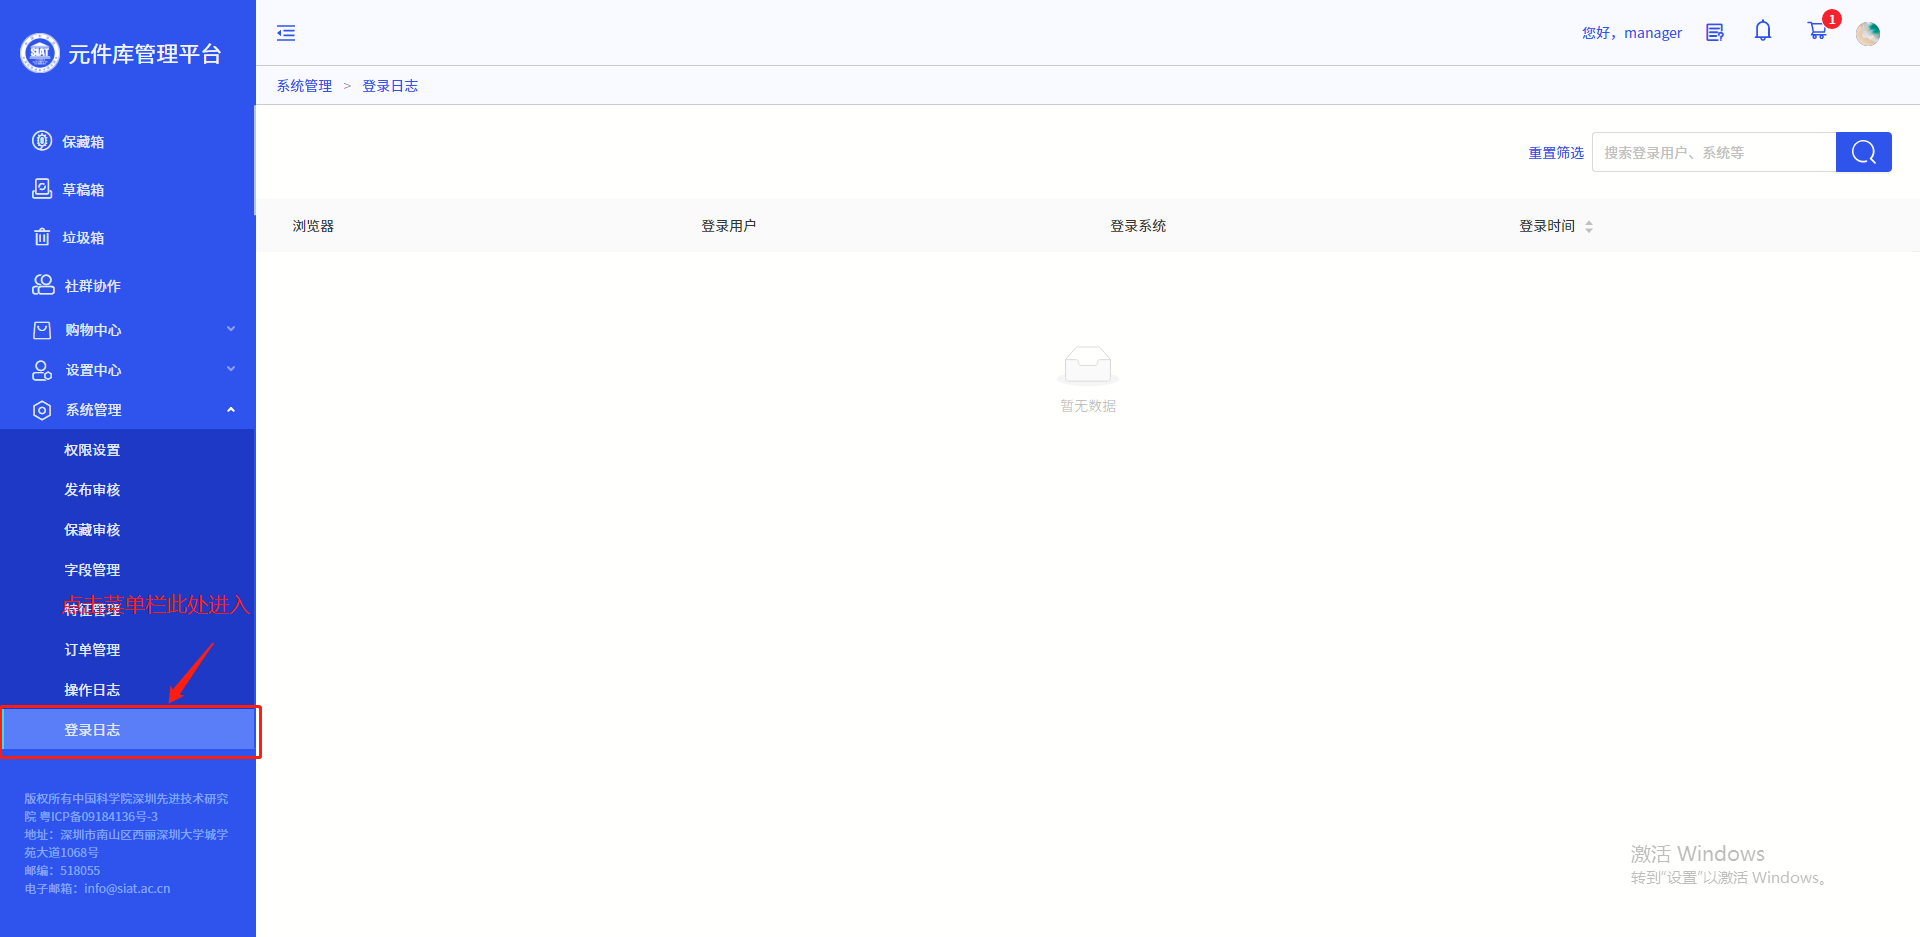 元件库管理平台
您好，manager
1
系统管理 > 登录日志
保藏箱
草稿箱
垃圾箱
社群协作
购物中心
设置中心
系统管理
权限设置
发布审核
保藏审核
字段管理
特征管理
点击菜单栏此处进入
订单管理
操作日志
登录日志
重置筛选
搜索登录用户、系统等
浏览器 登录用户 登录系统 登录时间
暂无数据
版权所有中国科学院深圳先进技术研究
院 粤ICP备09184136号-3
地址：深圳市南山区西丽深圳大学城学
苑大道1068号
邮编：518055
电子邮箱：info@siat.ac.cn
激活 Windows
转到“设置”以激活 Windows。
SIAT